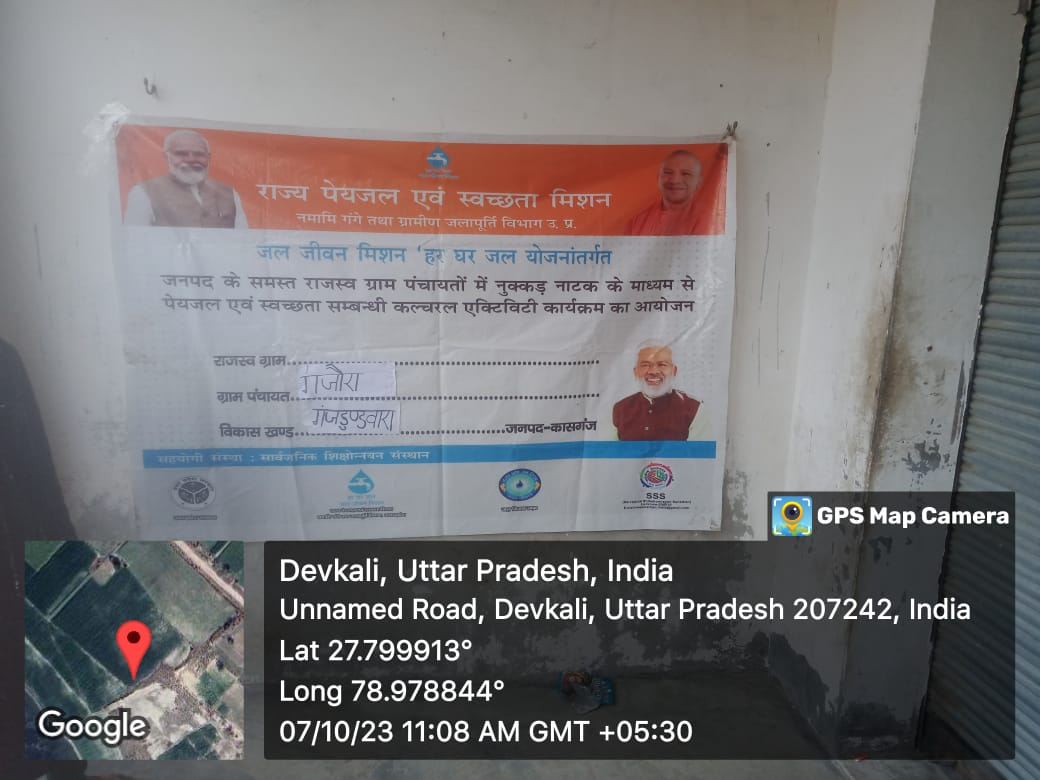 राज्य पेयजल एवं स्वच्छता मिशन
नमामि गंगे तथा ग्रामीण जलापूर्ति विभाग उ. प्र.
जल जीवन मिशन 'हर घर जल योजनांतर्गत
जनपद के समस्त राजस्व ग्राम पंचायतों में नुक्कड़ नाटक के माध्यम से
पेयजल एवं स्वच्छता सम्बन्धी कल्चरल एक्टिविटी कार्यक्रम का आयोजन
राजस्व ग्राम
ग्राम पंचायत गजौरा
विकास खण्ड गंजडुण्डवारा जनपद-कासगंज
सहयोगी संस्था : सार्वजनिक शिक्षोन्नयन संस्थान
SSS
GPS Map Camera
Devkali, Uttar Pradesh, India
Unnamed Road, Devkali, Uttar Pradesh 207242, India
Lat 27.799913°
Long 78.978844°
07/10/23 11:08 AM GMT +05:30
Google